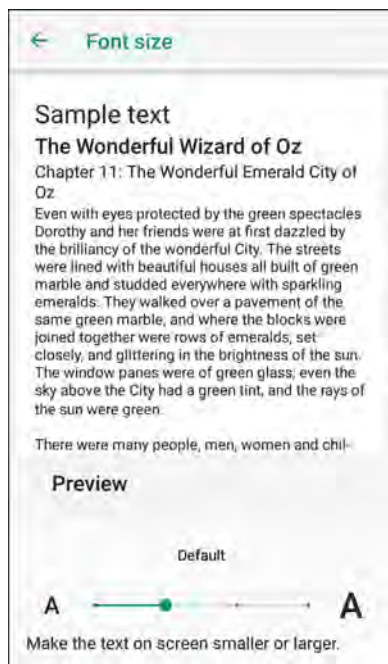 Font size
Sample text
The Wonderful Wizard of Oz
Chapter 11: The Wonderful Emerald City of
Oz
Even with eyes protected by the green spectacles
Dorothy and her friends were at first dazzled by
the brilliancy of the wonderful City. The streets
were lined with beautiful houses all built of green
marble and studded everywhere with sparkling
emeralds. They walked over a pavement of the
same green marble, and where the blocks were
joined together were rows of emeralds, set
closely, and glittering in the brightness of the sun.
The window panes were of green glass; even the
sky above the City had a green tint, and the rays of
the sun were green.
There were many people, men, women and chil-
Preview
Default
A A
Make the text on screen smaller or larger.